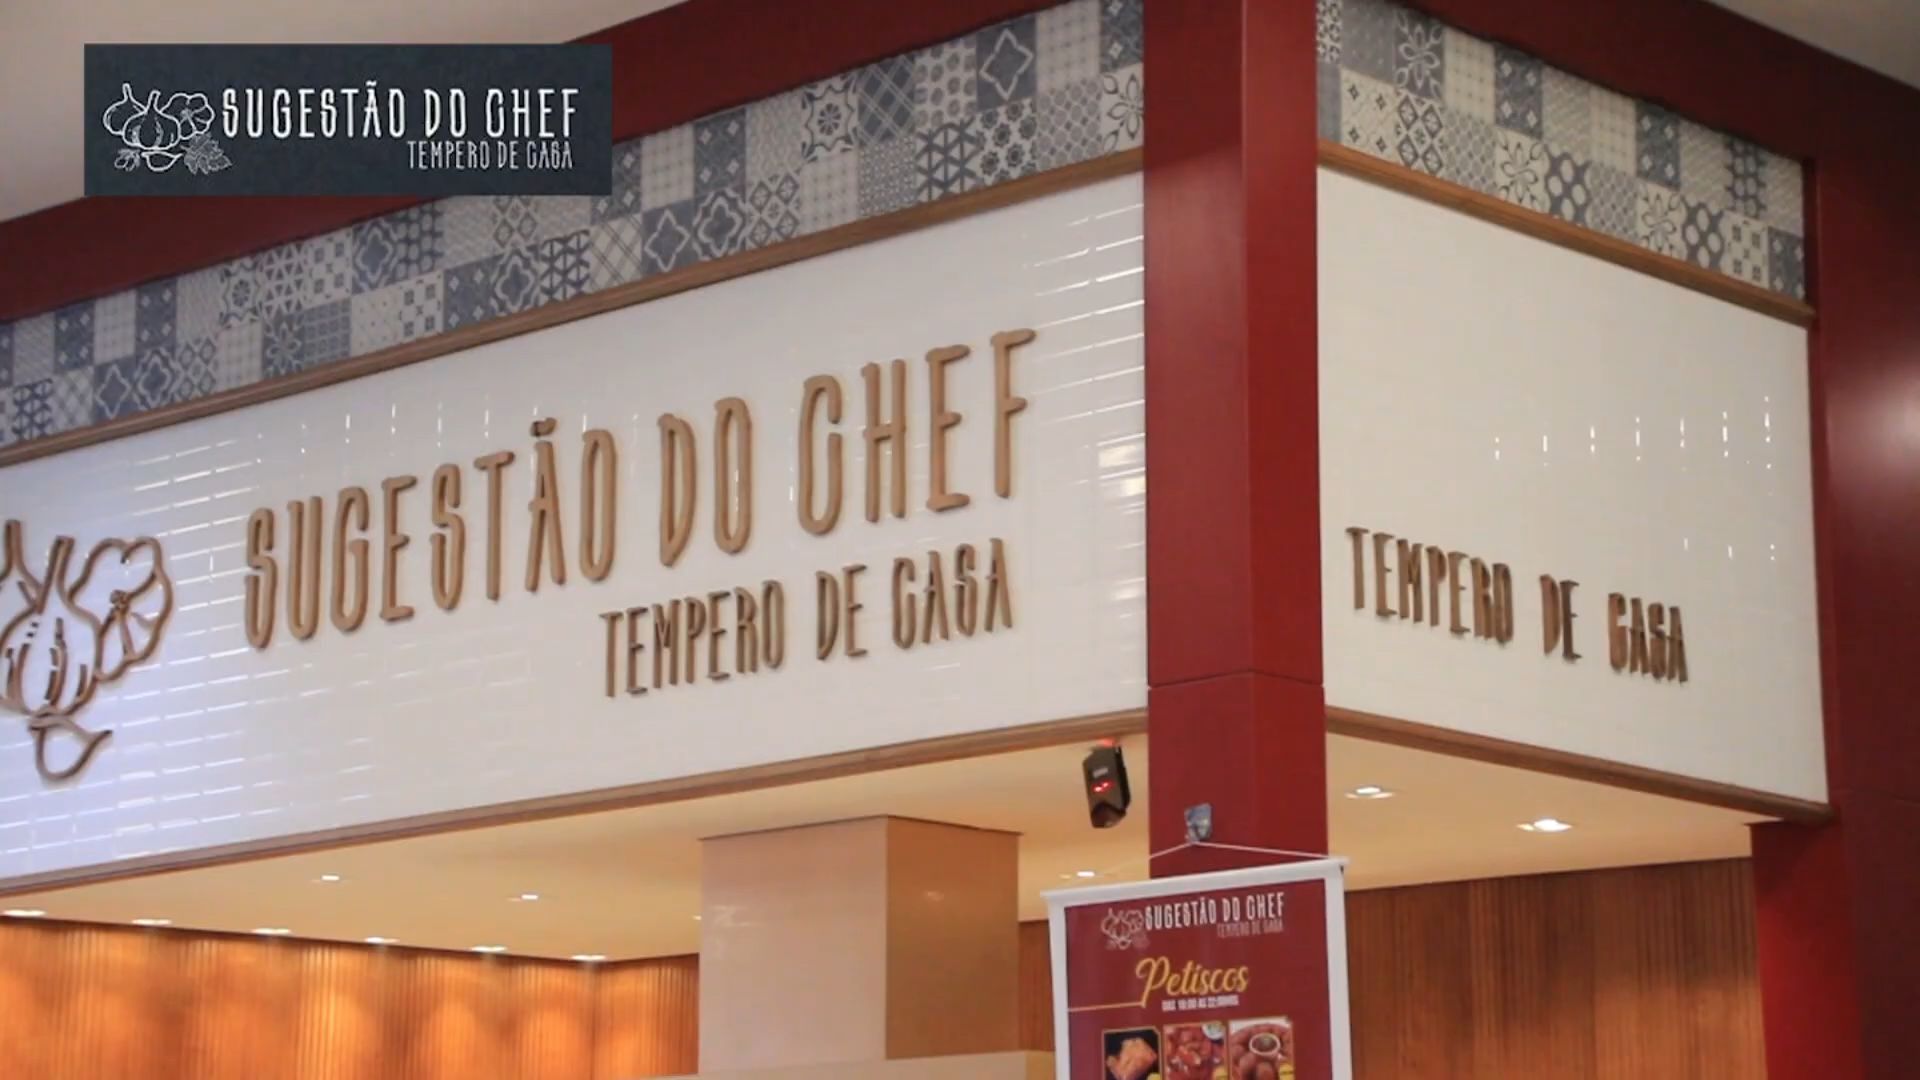 SUGESTÃO DO CHEF
TEMPERO DE CASA
SUGESTÃO DO CHEF
TEMPERO DE CASA
TEMPERO DE CASA
SUGESTÃO DO CHEF
TEMPERO DE CASA
Petiscos